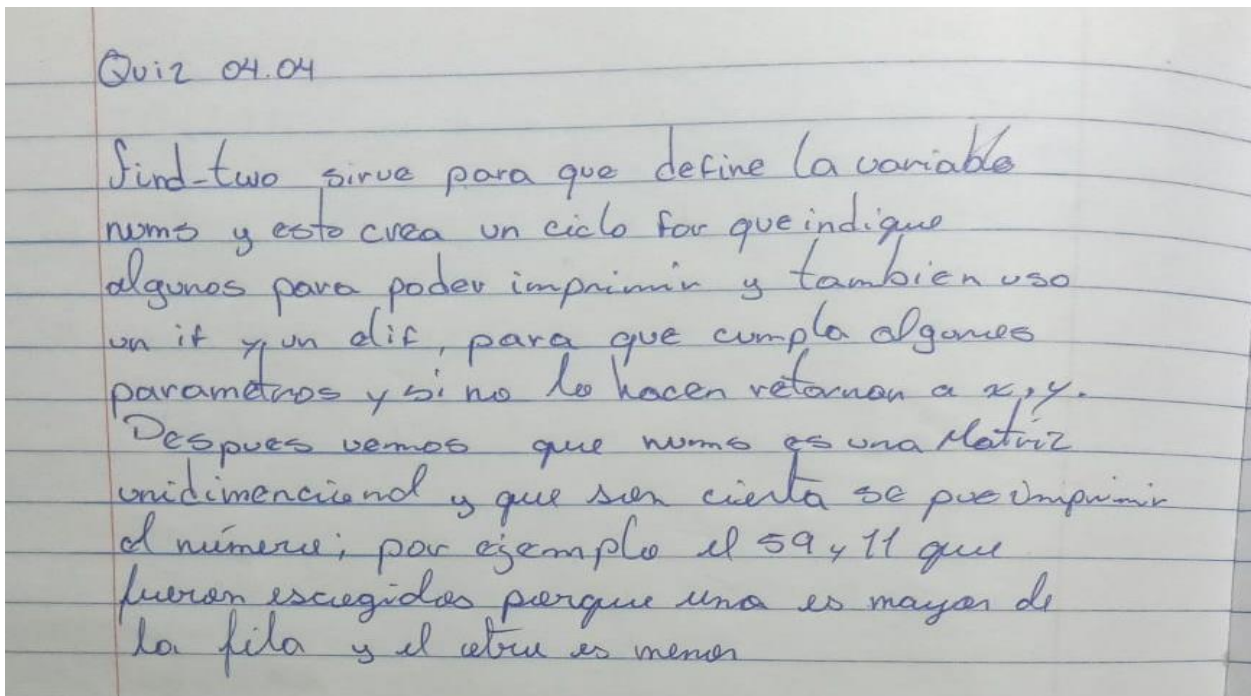 Quiz 04.04
find-two sirve para que define la variable
nums y esto crea un ciclo for que indique
algunos para poder imprimir y tambien uso
un if y un elif, para que cumpla algunos
parametros y si no lo hacen retornan a x, y.
Despues vemos que nums es una Matriz
unidimencional y que sien cierta se pue imprimir
el número; por ejemplo el 59 y 11 que
fueron escogidos porque uno es mayor de
la fila y el otro es menor